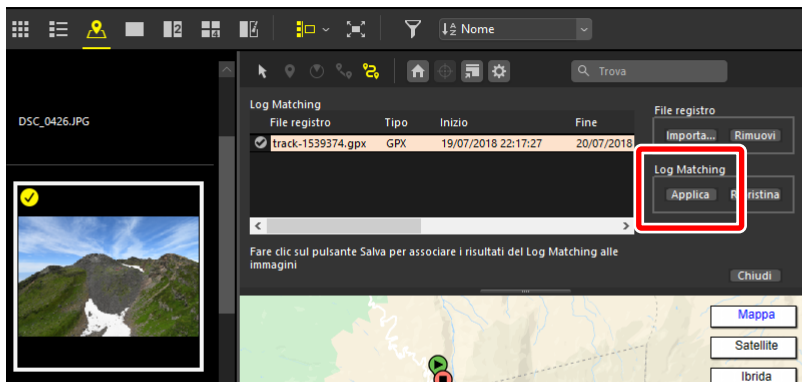 2
4
A
Z
Nome
Trova
DSC_0426.JPG
Log Matching
File registro Tipo Inizio Fine
track-1539374.gpx GPX 19/07/2018 22:17:27 20/07/2018
File registro
Importa... Rimuovi
Log Matching
Applica Ripristina
Fare clic sul pulsante Salva per associare i risultati del Log Matching alle
immagini
Chiudi
Mappa
Satellite
Ibrida